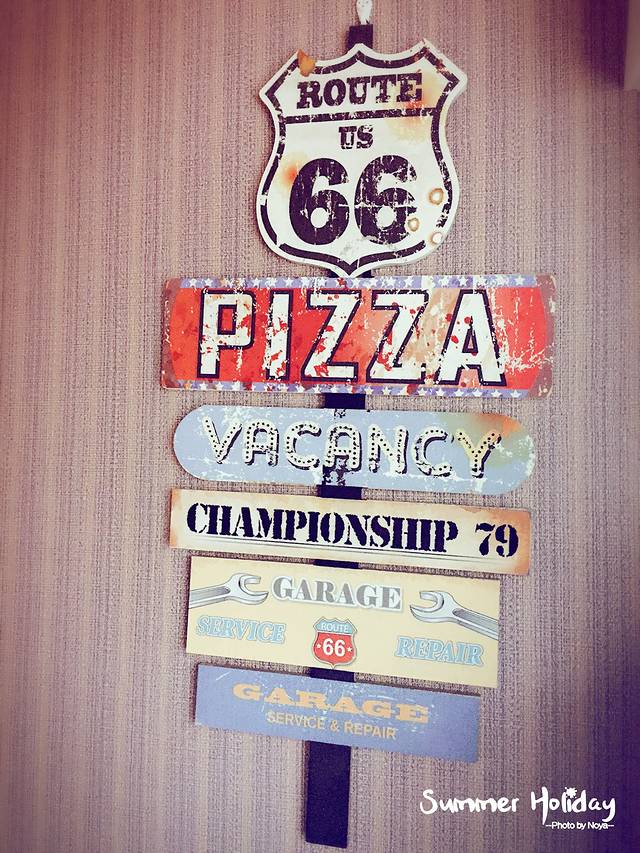 ROUTE
US
66
PIZZA
VACANCY
CHAMPIONSHIP 79
GARAGE
SERVICE
ROUTE
66
REPAIR
GARAGE
SERVICE & REPAIR
Summer Holiday
--Photo by Noya--